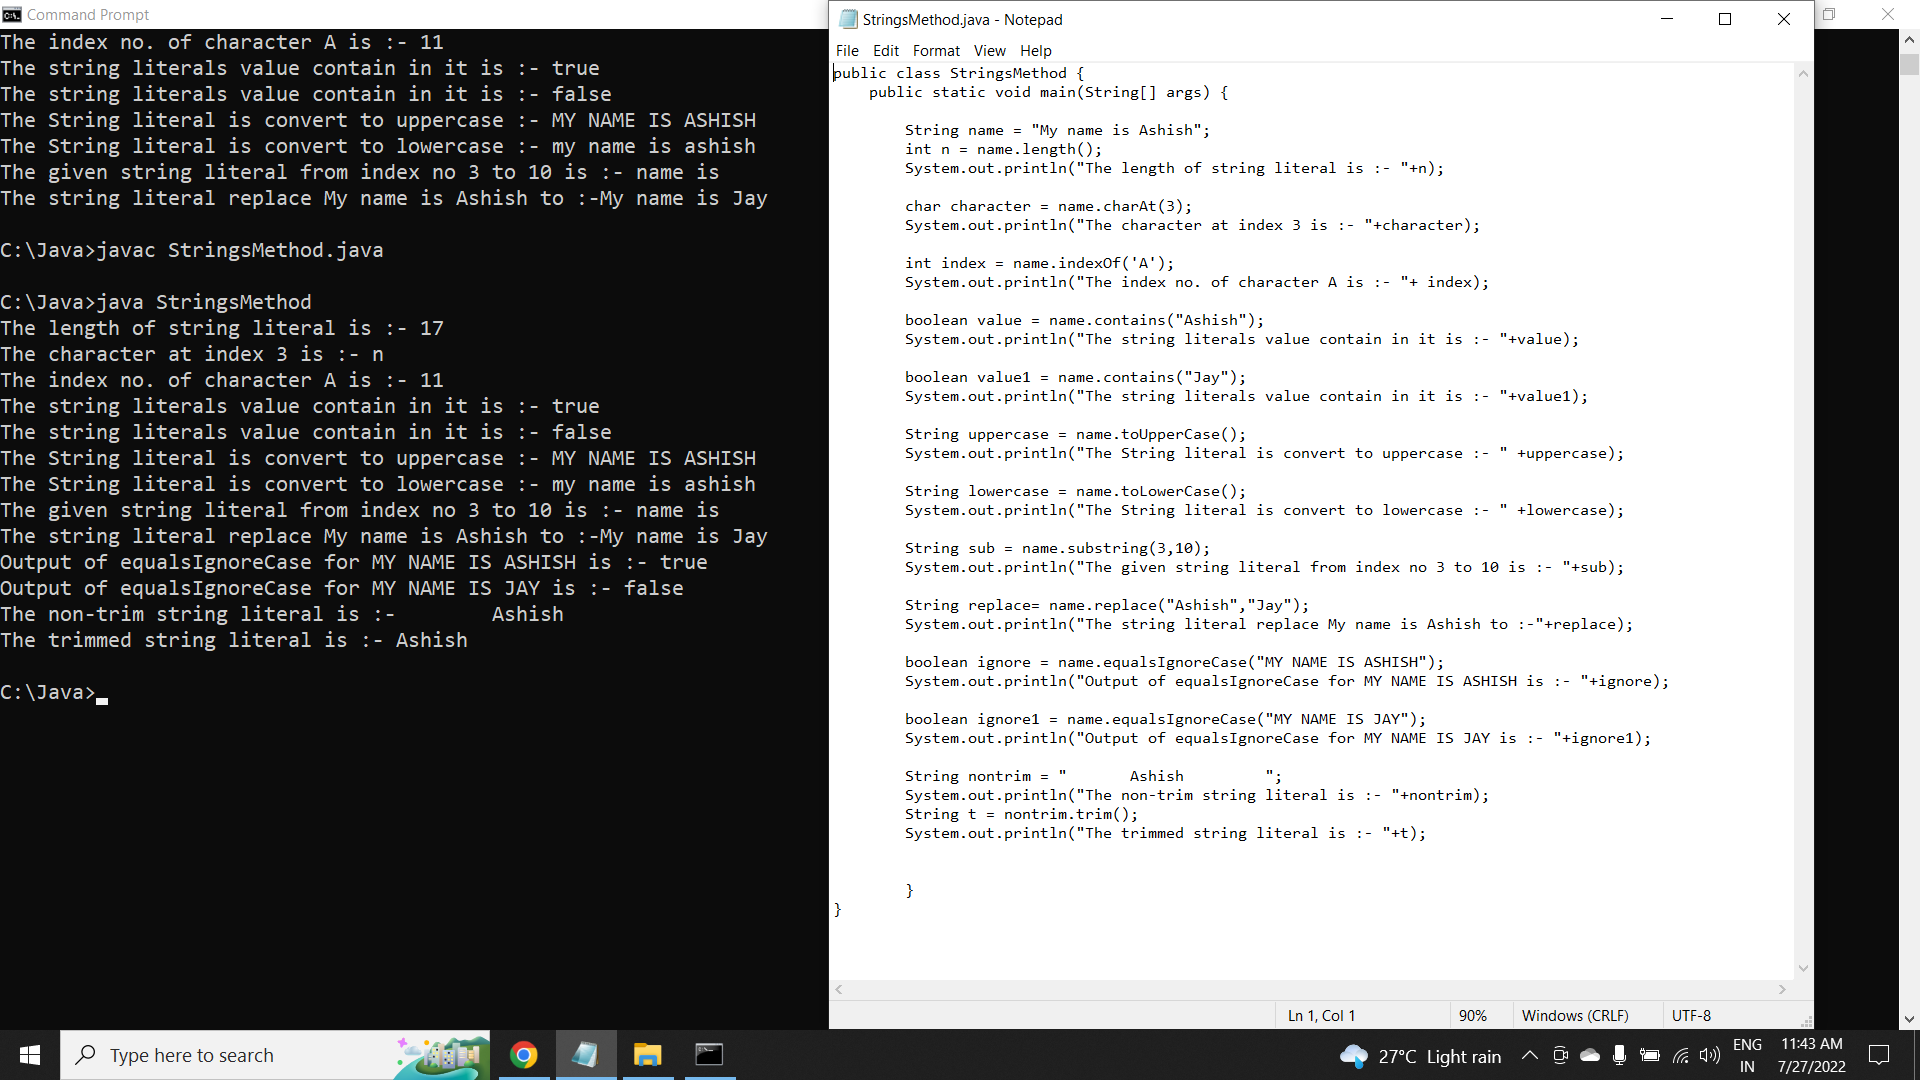 Command Prompt
The index no. of character A is :- 11
The string literals value contain in it is :- true
The string literals value contain in it is :- false
The String literal is convert to uppercase :- MY NAME IS ASHISH
The String literal is convert to lowercase :- my name is ashish
The given string literal from index no 3 to 10 is :- name is
The string literal replace My name is Ashish to :-My name is Jay

C:\Java>javac StringsMethod.java

C:\Java>java StringsMethod
The length of string literal is :- 17
The character at index 3 is :- n
The index no. of character A is :- 11
The string literals value contain in it is :- true
The string literals value contain in it is :- false
The String literal is convert to uppercase :- MY NAME IS ASHISH
The String literal is convert to lowercase :- my name is ashish
The given string literal from index no 3 to 10 is :- name is
The string literal replace My name is Ashish to :-My name is Jay
Output of equalsIgnoreCase for MY NAME IS ASHISH is :- true
Output of equalsIgnoreCase for MY NAME IS JAY is :- false
The non-trim string literal is :-        Ashish
The trimmed string literal is :- Ashish

C:\Java>
StringsMethod.java - Notepad
File Edit Format View Help
public class StringsMethod {
    public static void main(String[] args) {

        String name = "My name is Ashish";
        int n = name.length();
        System.out.println("The length of string literal is :- "+n);

        char character = name.charAt(3);
        System.out.println("The character at index 3 is :- "+character);

        int index = name.indexOf('A');
        System.out.println("The index no. of character A is :- "+ index);

        boolean value = name.contains("Ashish");
        System.out.println("The string literals value contain in it is :- "+value);

        boolean value1 = name.contains("Jay");
        System.out.println("The string literals value contain in it is :- "+value1);

        String uppercase = name.toUpperCase();
        System.out.println("The String literal is convert to uppercase :- " +uppercase);

        String lowercase = name.toLowerCase();
        System.out.println("The String literal is convert to lowercase :- " +lowercase);

        String sub = name.substring(3,10);
        System.out.println("The given string literal from index no 3 to 10 is :- "+sub);

        String replace= name.replace("Ashish","Jay");
        System.out.println("The string literal replace My name is Ashish to :-"+replace);

        boolean ignore = name.equalsIgnoreCase("MY NAME IS ASHISH");
        System.out.println("Output of equalsIgnoreCase for MY NAME IS ASHISH is :- "+ignore);

        boolean ignore1 = name.equalsIgnoreCase("MY NAME IS JAY");
        System.out.println("Output of equalsIgnoreCase for MY NAME IS JAY is :- "+ignore1);

        String nontrim = "       Ashish         ";
        System.out.println("The non-trim string literal is :- "+nontrim);
        String t = nontrim.trim();
        System.out.println("The trimmed string literal is :- "+t);

        }
}
Ln 1, Col 1 90% Windows (CRLF) UTF-8
Type here to search
27°C Light rain
ENG
IN
11:43 AM
7/27/2022